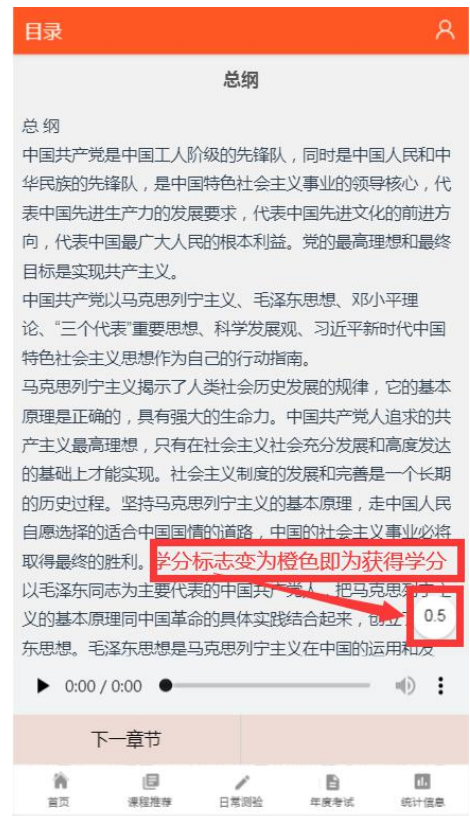 目录
总纲
总 纲
中国共产党是中国工人阶级的先锋队，同时是中国人民和中
华民族的先锋队，是中国特色社会主义事业的领导核心，代
表中国先进生产力的发展要求，代表中国先进文化的前进方
向，代表中国最广大人民的根本利益。党的最高理想和最终
目标是实现共产主义。
中国共产党以马克思列宁主义、毛泽东思想、邓小平理
论、“三个代表”重要思想、科学发展观、习近平新时代中国
特色社会主义思想作为自己的行动指南。
马克思列宁主义揭示了人类社会历史发展的规律，它的基本
原理是正确的，具有强大的生命力。中国共产党人追求的共
产主义最高理想，只有在社会主义社会充分发展和高度发达
的基础上才能实现。社会主义制度的发展和完善是一个长期
的历史过程。坚持马克思列宁主义的基本原理，走中国人民
自愿选择的适合中国国情的道路，中国的社会主义事业必将
取得最终的胜利。
学分标志变为橙色即为获得学分
以毛泽东同志为主要代表的中国共产党人，把马克思列宁主
义的基本原理同中国革命的具体实践结合起来，创立
0.5
东思想。毛泽东思想是马克思列宁主义在中国的运用和发
0:00 / 0:00
下一章节
首页 课程推荐 日常测验 年度考试 统计信息